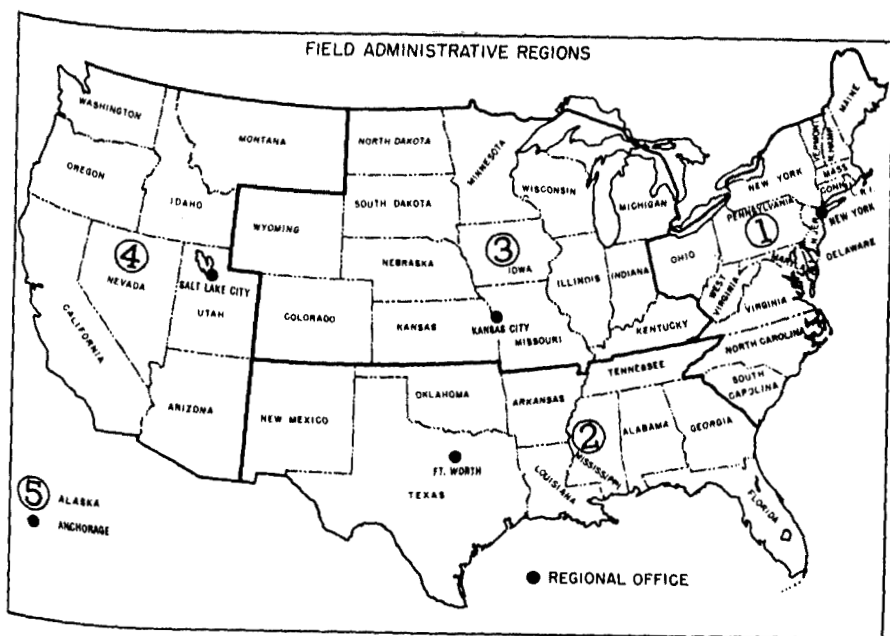 FIELD ADMINISTRATIVE REGIONS
WASHINGTON
MONTANA
NORTH DAKOTA
MINNESOTA
MAINE
VERMONT
N. HAMP.
OREGON
IDAHO
WISCONSIN
MICHIGAN
NEW YORK
MASS
CONN.
R.I.
SOUTH DAKOTA
WYOMING
PENNSYLVANIA
1
NEW YORK
4
NEVADA
3
IOWA
NEBRASKA
ILLINOIS
INDIANA
OHIO
MARY
DELAWARE
SALT LAKE CITY
UTAH
WEST
VIRGINIA
VIRGINIA
CALIFORNIA
COLORADO
KANSAS
KANSAS CITY
MISSOURI
KENTUCKY
NORTH CAROLINA
TENNESSEE
SOUTH
CAROLINA
ARIZONA
NEW MEXICO
OKLAHOMA
ARKANSAS
2
MISSISSIPPI
ALABAMA
GEORGIA
FT. WORTH
TEXAS
LOUISIANA
FLORIDA
5
ALASKA
ANCHORAGE
REGIONAL OFFICE